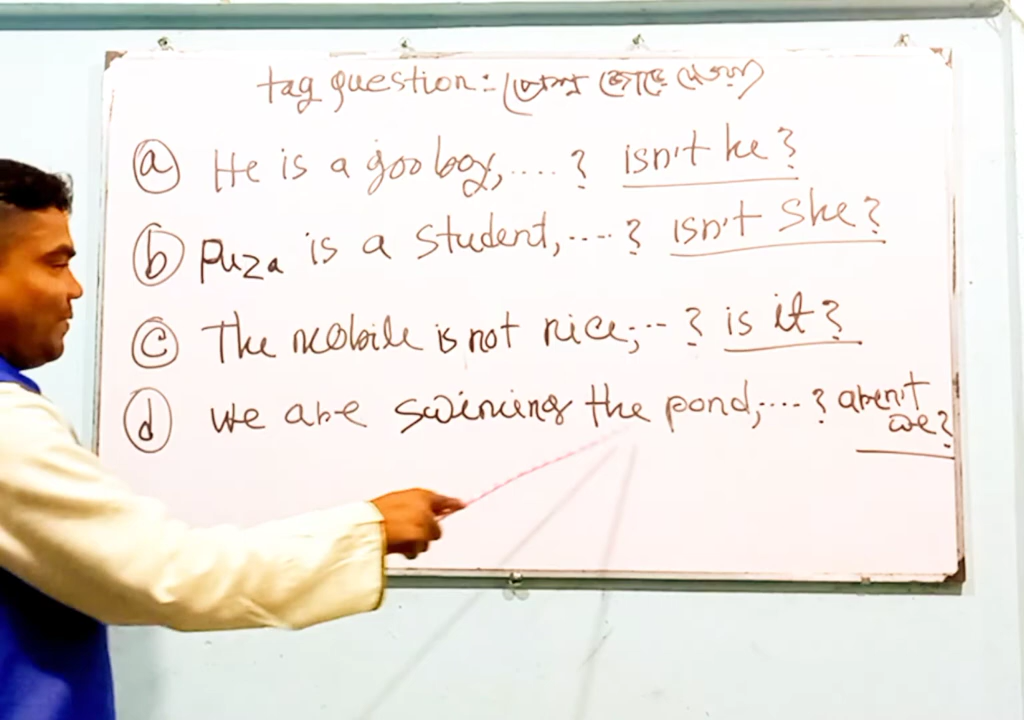 tag question:
ⓐ He is a goo boy,....? isn't he?
ⓑ Puza is a student,....? isn't she?
ⓒ The mobile is not nice,...? is it?
ⓓ We are swiming the pond,....? aren't
we?